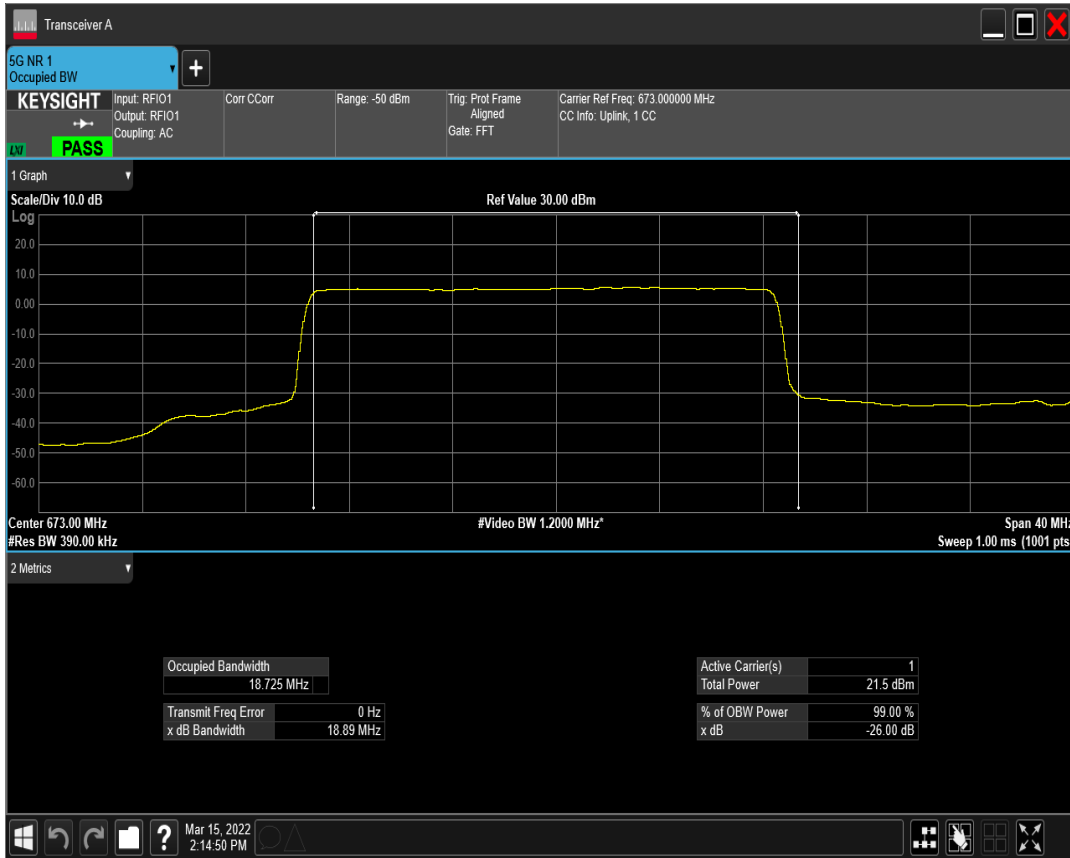 Transceiver A
5G NR 1
Occupied BW
KEYSIGHT
LXI
PASS
Input: RFIO1
Output: RFIO1
Coupling: AC
Corr CCorr
Range: -50 dBm
Trig: Prot Frame
Aligned
Gate: FFT
Carrier Ref Freq: 673.000000 MHz
CC Info: Uplink, 1 CC
1 Graph
Scale/Div 10.0 dB
Ref Value 30.00 dBm
Log
20.0
10.0
0.00
-10.0
-20.0
-30.0
-40.0
-50.0
-60.0
Center 673.00 MHz
#Video BW 1.2000 MHz*
Span 40 MHz
#Res BW 390.00 kHz
Sweep 1.00 ms (1001 pts
2 Metrics
Occupied Bandwidth
18.725 MHz
Transmit Freq Error 0 Hz
x dB Bandwidth 18.89 MHz
Active Carrier(s) 1
Total Power 21.5 dBm
% of OBW Power 99.00 %
x dB -26.00 dB
Mar 15, 2022
2:14:50 PM